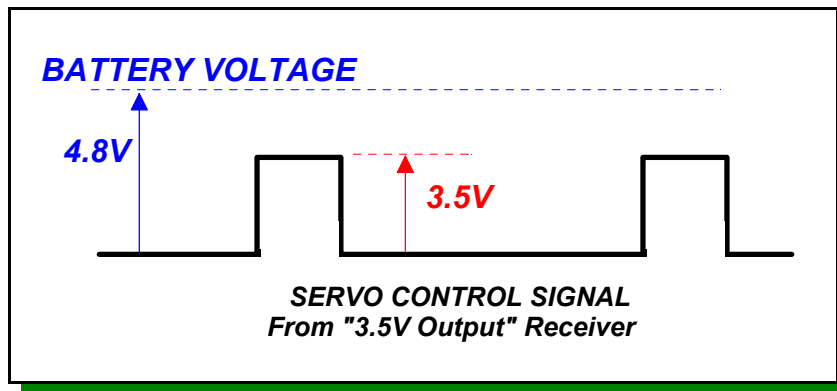 BATTERY VOLTAGE
4.8V
3.5V
SERVO CONTROL SIGNAL
From "3.5V Output" Receiver